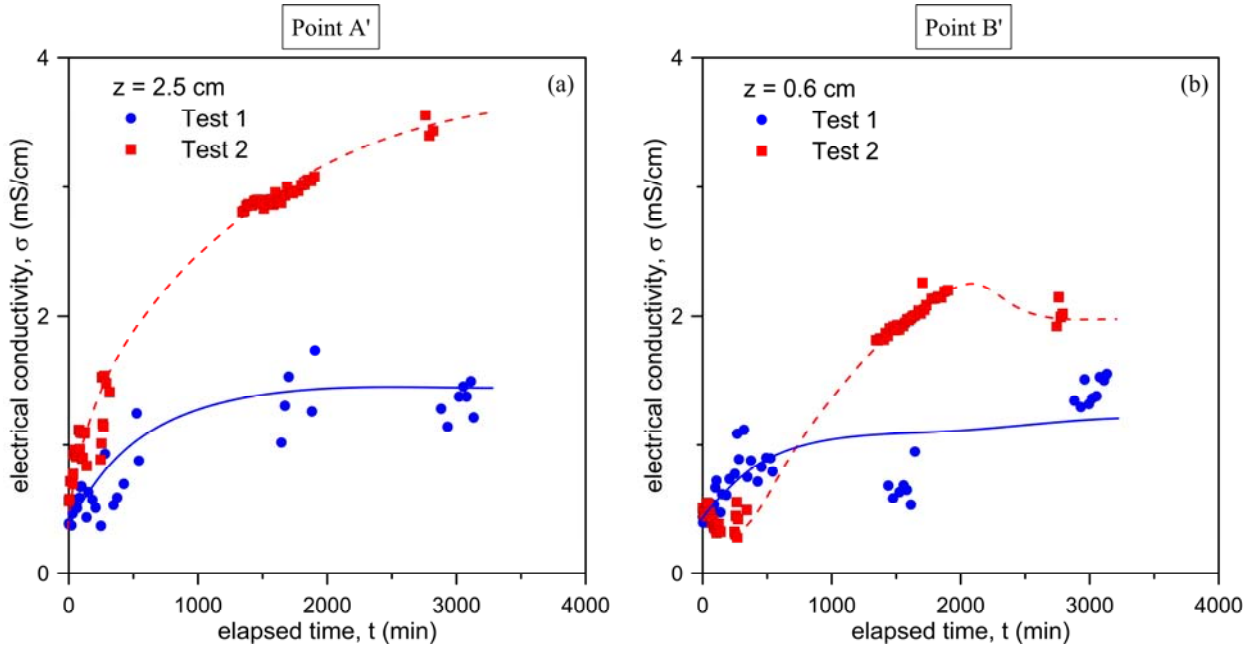 Point A'
(a)
z = 2.5 cm
Test 1
Test 2
electrical conductivity, σ (mS/cm)
4
2
0
0 1000 2000 3000 4000
elapsed time, t (min)
Point B'
(b)
z = 0.6 cm
Test 1
Test 2
electrical conductivity, σ (mS/cm)
4
2
0
0 1000 2000 3000 4000
elapsed time, t (min)